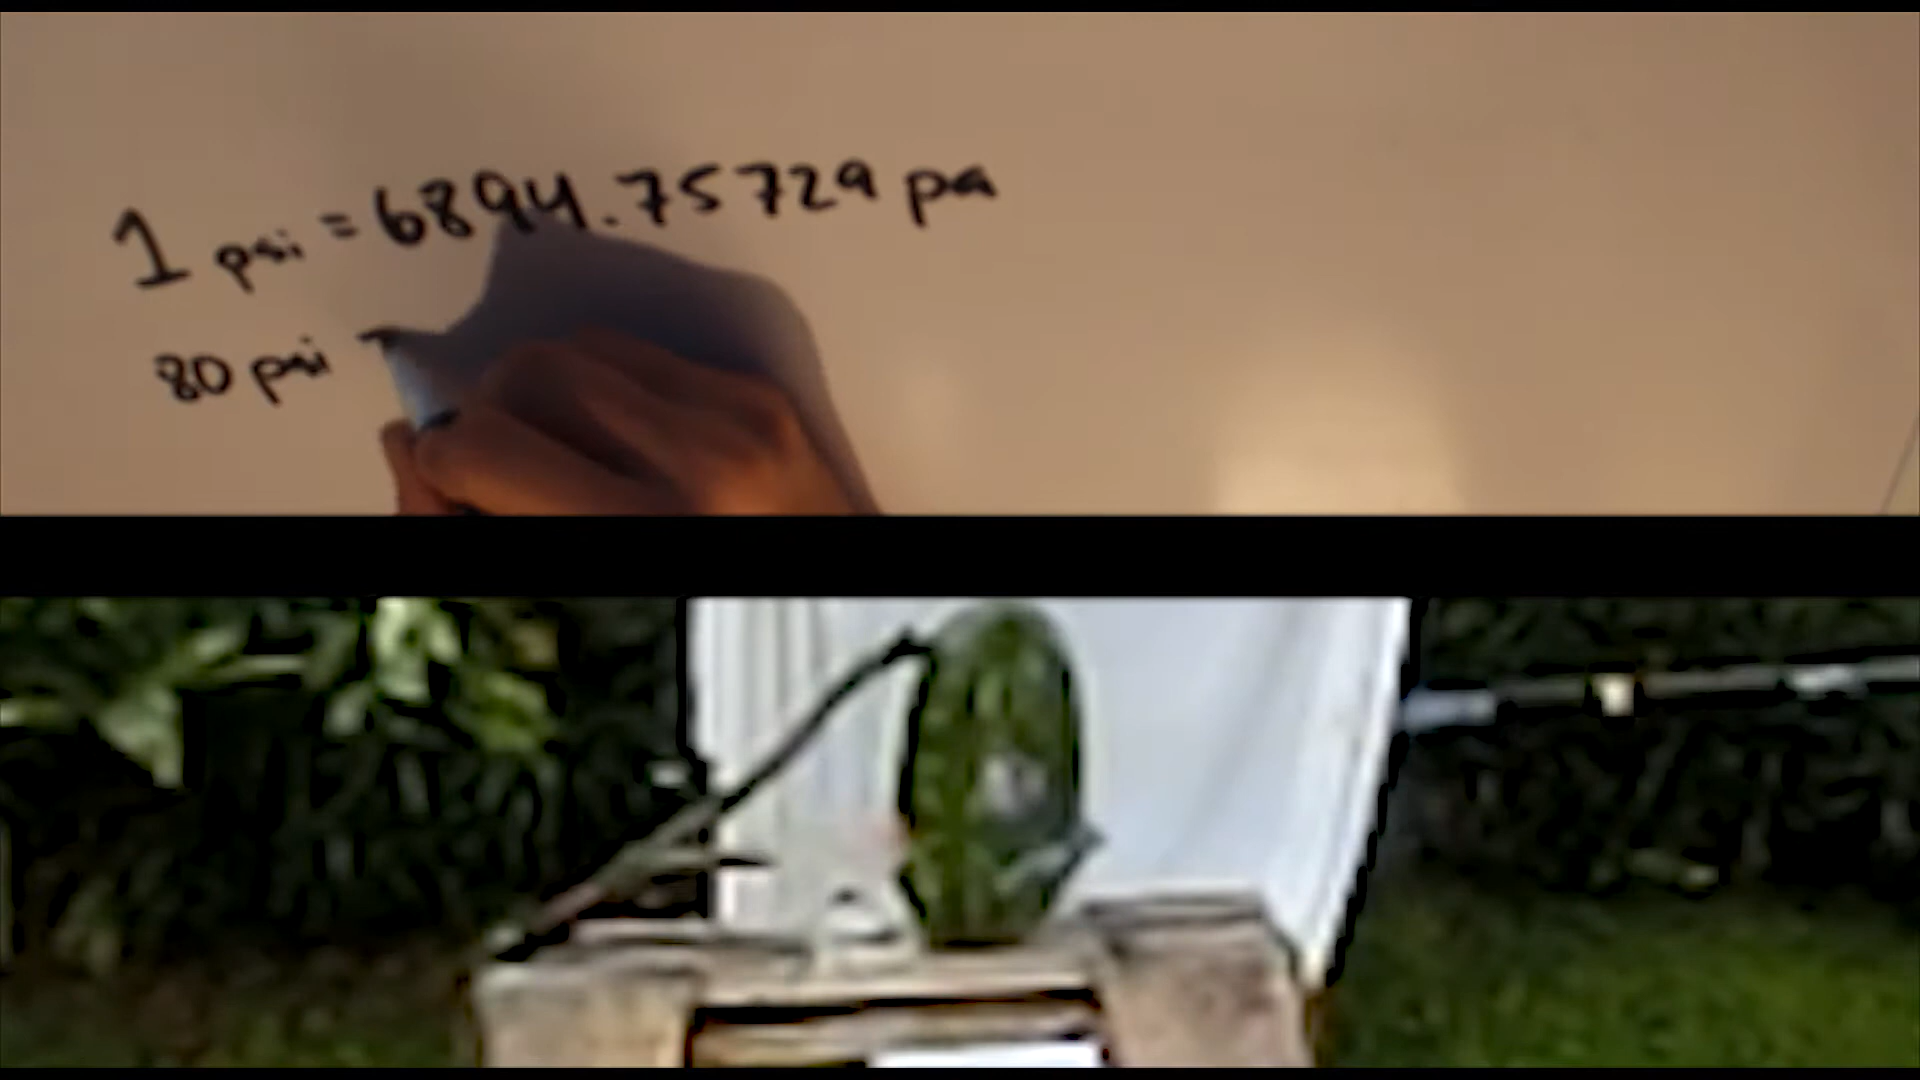 1 psi = 6894.75729 pa
80 psi